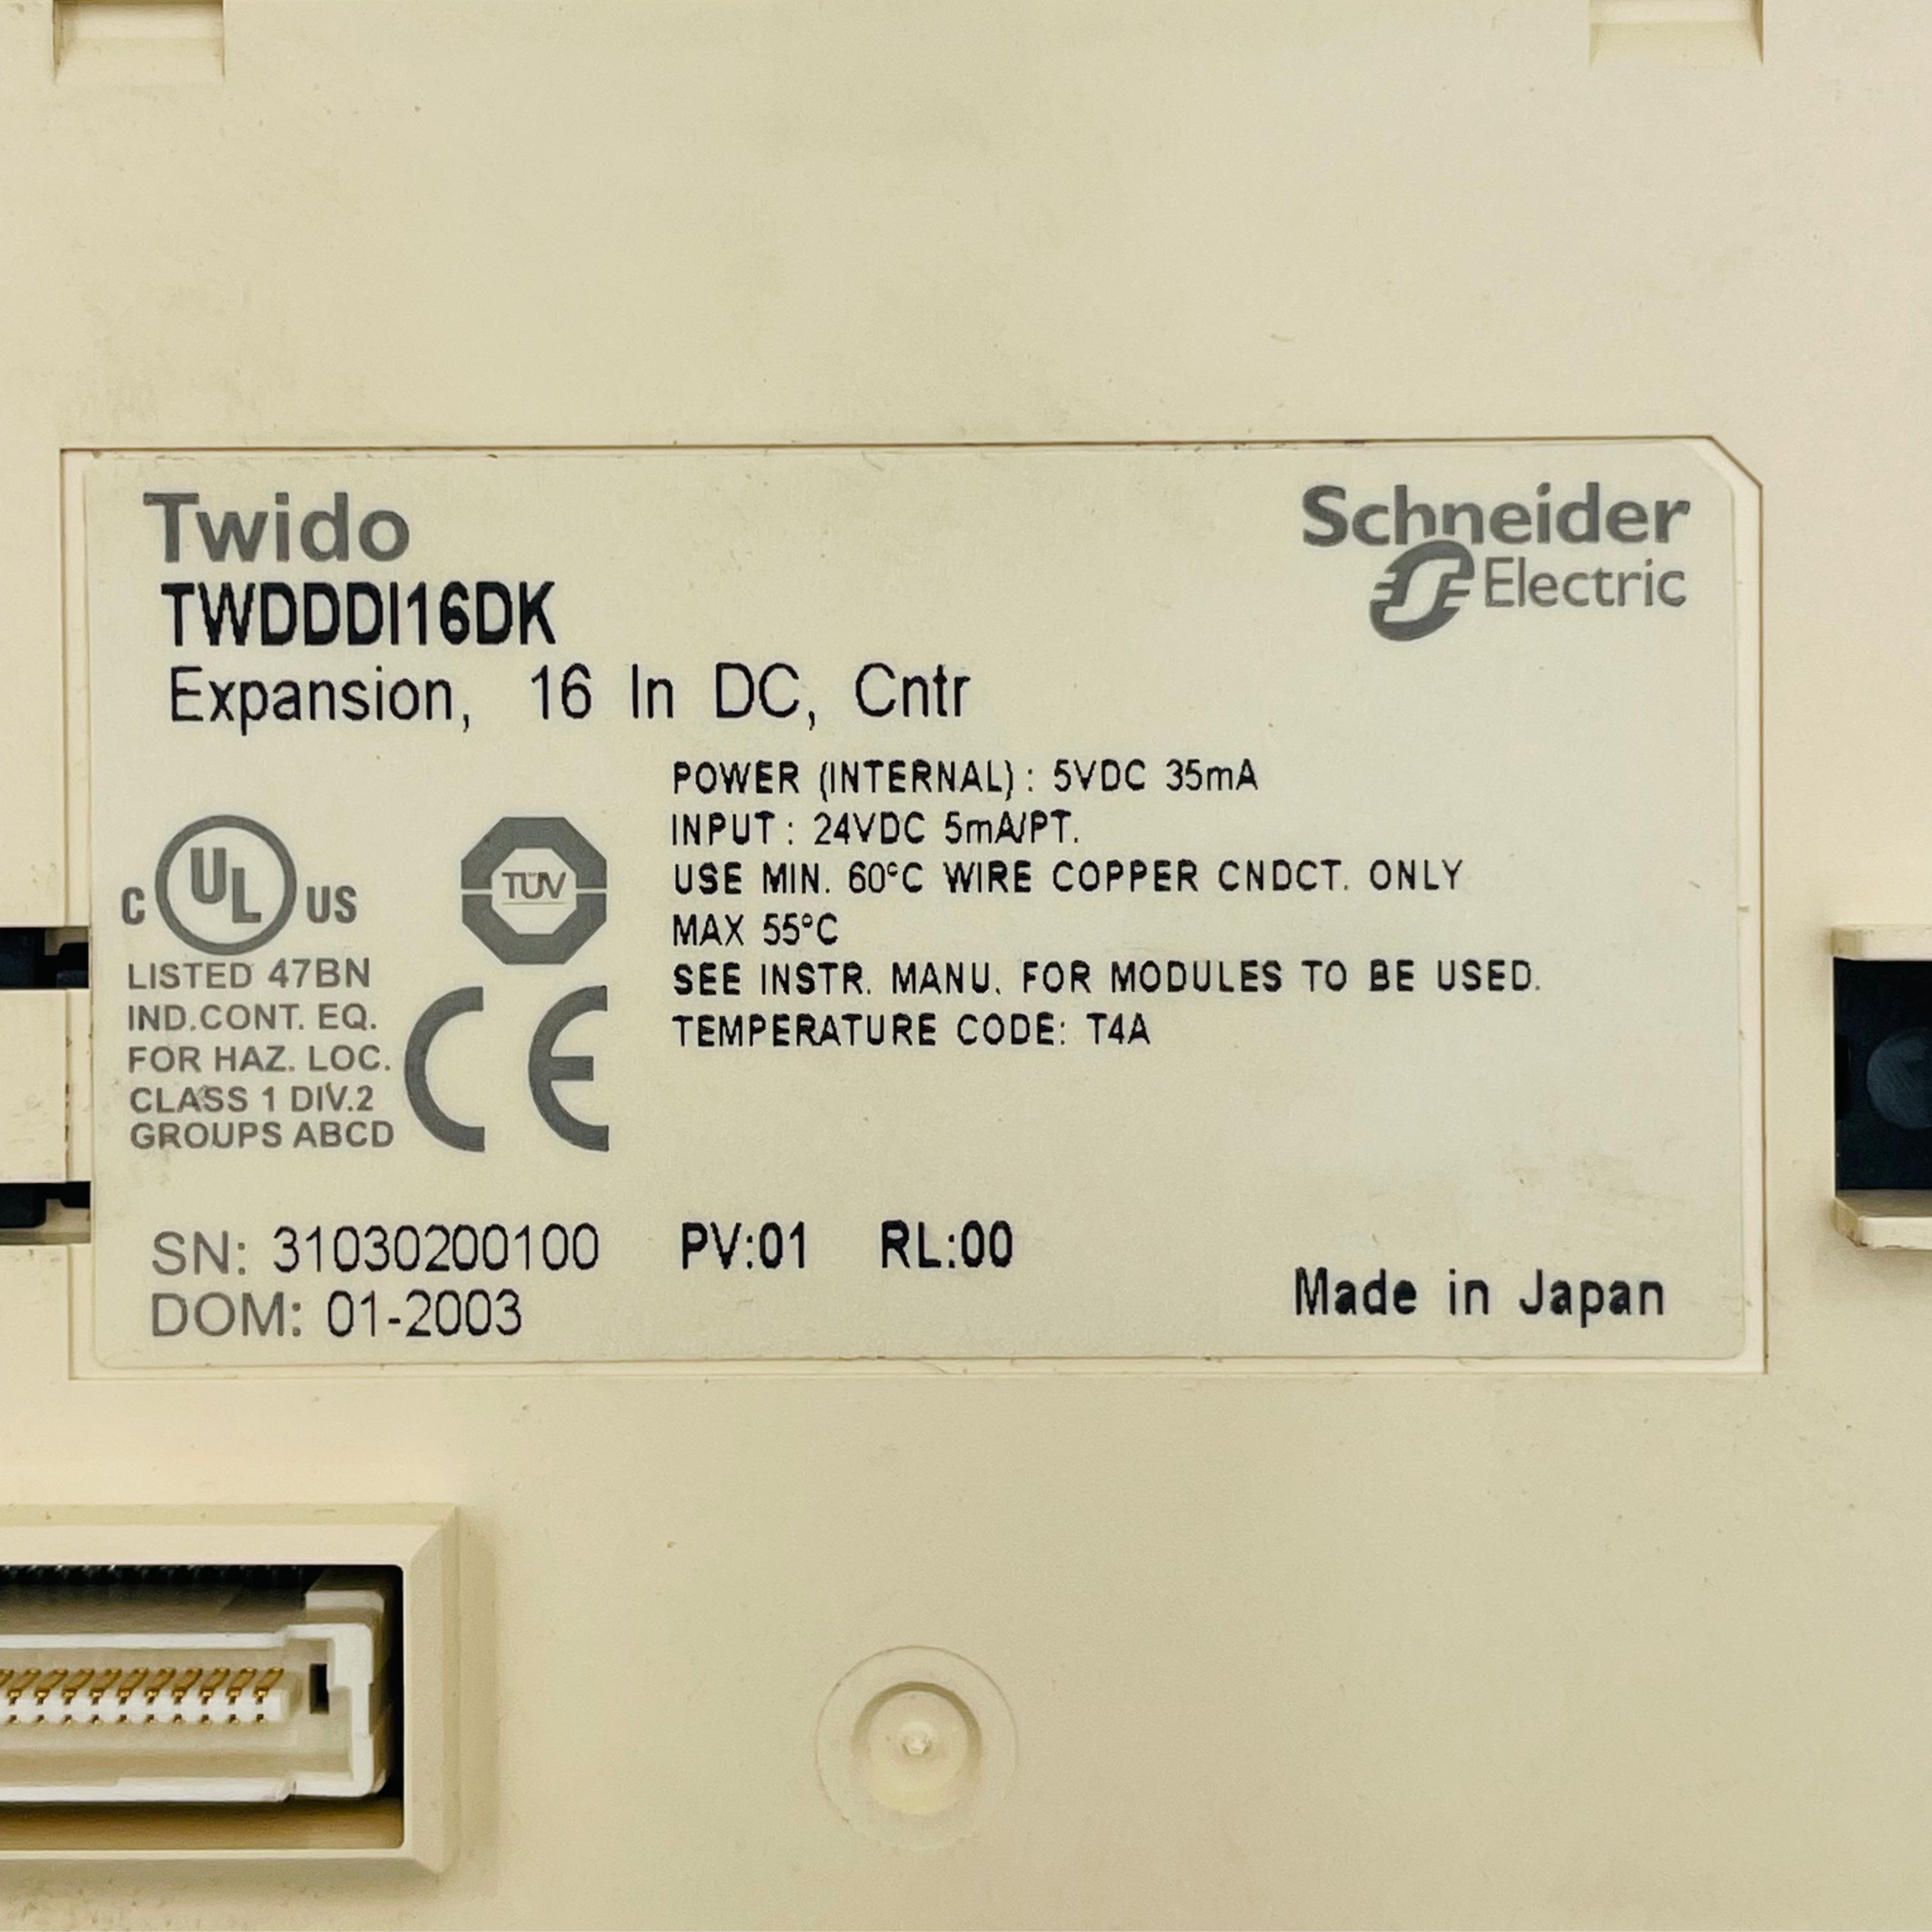 Twido
Schneider
Electric
TWDDDI16DK
Expansion, 16 In DC, Cntr
POWER (INTERNAL) : 5VDC 35mA
INPUT : 24VDC 5mA/PT.
USE MIN. 60°C WIRE COPPER CNDCT. ONLY
MAX 55°C
SEE INSTR. MANU. FOR MODULES TO BE USED.
TEMPERATURE CODE: T4A
C UL US
LISTED 47BN
IND.CONT. EQ.
FOR HAZ. LOC.
CLASS 1 DIV.2
GROUPS ABCD
TÜV
CE
SN: 31030200100 PV:01 RL:00
DOM: 01-2003
Made in Japan